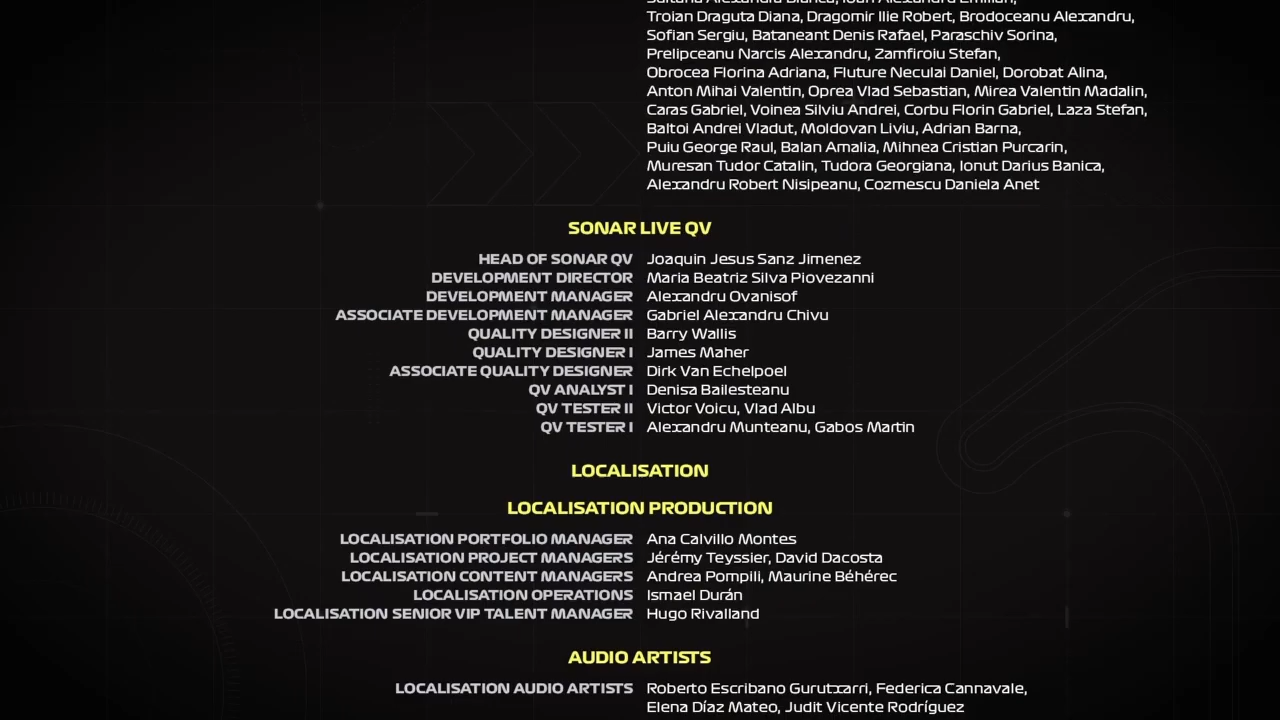 Troian Draguta Diana, Dragomir Ilie Robert, Brodoceanu Alexandru,
Sofian Sergiu, Bataneant Denis Rafael, Paraschiv Sorina,
Prelipceanu Narcis Alexandru, Zamfiroiu Stefan,
Obrocea Florina Adriana, Fluture Neculai Daniel, Dorobat Alina,
Anton Mihai Valentin, Oprea Vlad Sebastian, Mirea Valentin Madalin,
Caras Gabriel, Voinea Silviu Andrei, Corbu Florin Gabriel, Laza Stefan,
Baltoi Andrei Vladut, Moldovan Liviu, Adrian Barna,
Puiu George Raul, Balan Amalia, Mihnea Cristian Purcarin,
Muresan Tudor Catalin, Tudora Georgiana, Ionut Darius Banica,
Alexandru Robert Nisipeanu, Cozmescu Daniela Anet
SONAR LIVE QV
HEAD OF SONAR QV Joaquin Jesus Sanz Jimenez
DEVELOPMENT DIRECTOR Maria Beatriz Silva Piovezanni
DEVELOPMENT MANAGER Alexandru Ovanisof
ASSOCIATE DEVELOPMENT MANAGER Gabriel Alexandru Chivu
QUALITY DESIGNER II Barry Wallis
QUALITY DESIGNER I James Maher
ASSOCIATE QUALITY DESIGNER Dirk Van Echelpoel
QV ANALYST I Denisa Bailesteanu
QV TESTER II Victor Voicu, Vlad Albu
QV TESTER I Alexandru Munteanu, Gabos Martin
LOCALISATION
LOCALISATION PRODUCTION
LOCALISATION PORTFOLIO MANAGER Ana Calvillo Montes
LOCALISATION PROJECT MANAGERS Jérémy Teyssier, David Dacosta
LOCALISATION CONTENT MANAGERS Andrea Pompili, Maurine Béhérec
LOCALISATION OPERATIONS Ismael Durán
LOCALISATION SENIOR VIP TALENT MANAGER Hugo Rivalland
AUDIO ARTISTS
LOCALISATION AUDIO ARTISTS Roberto Escribano Gurutxarri, Federica Cannavale,
Elena Díaz Mateo, Judit Vicente Rodríguez